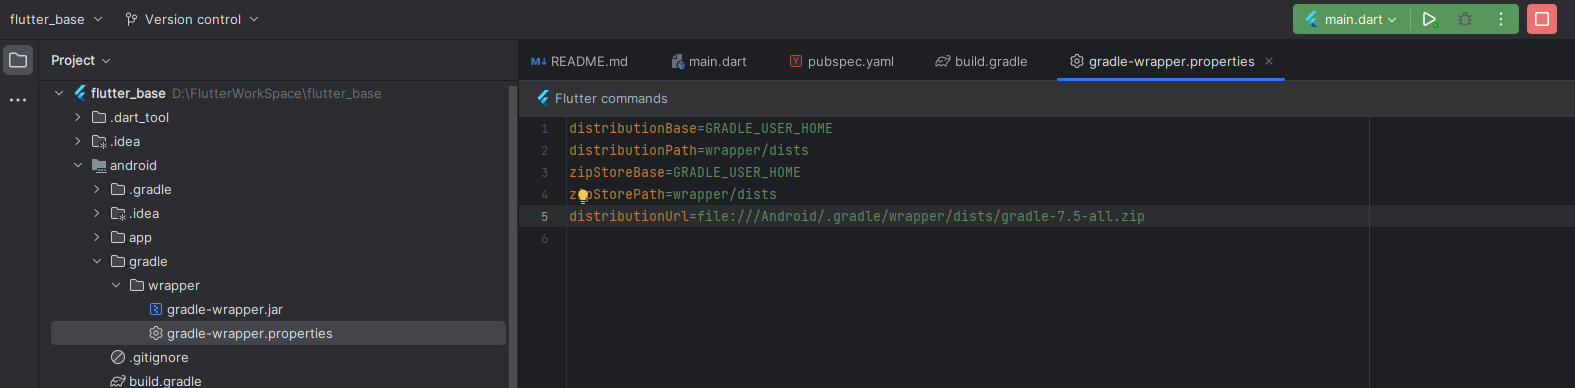 flutter_base Version control main.dart
Project README.md main.dart pubspec.yaml build.gradle gradle-wrapper.properties
flutter_base D:\FlutterWorkSpace\flutter_base
.dart_tool
.idea
android
.gradle
.idea
app
gradle
wrapper
gradle-wrapper.jar
gradle-wrapper.properties
.gitignore
build.gradle
Flutter commands
1 distributionBase=GRADLE_USER_HOME
2 distributionPath=wrapper/dists
3 zipStoreBase=GRADLE_USER_HOME
4 zipStorePath=wrapper/dists
5 distributionUrl=file:///Android/.gradle/wrapper/dists/gradle-7.5-all.zip
6